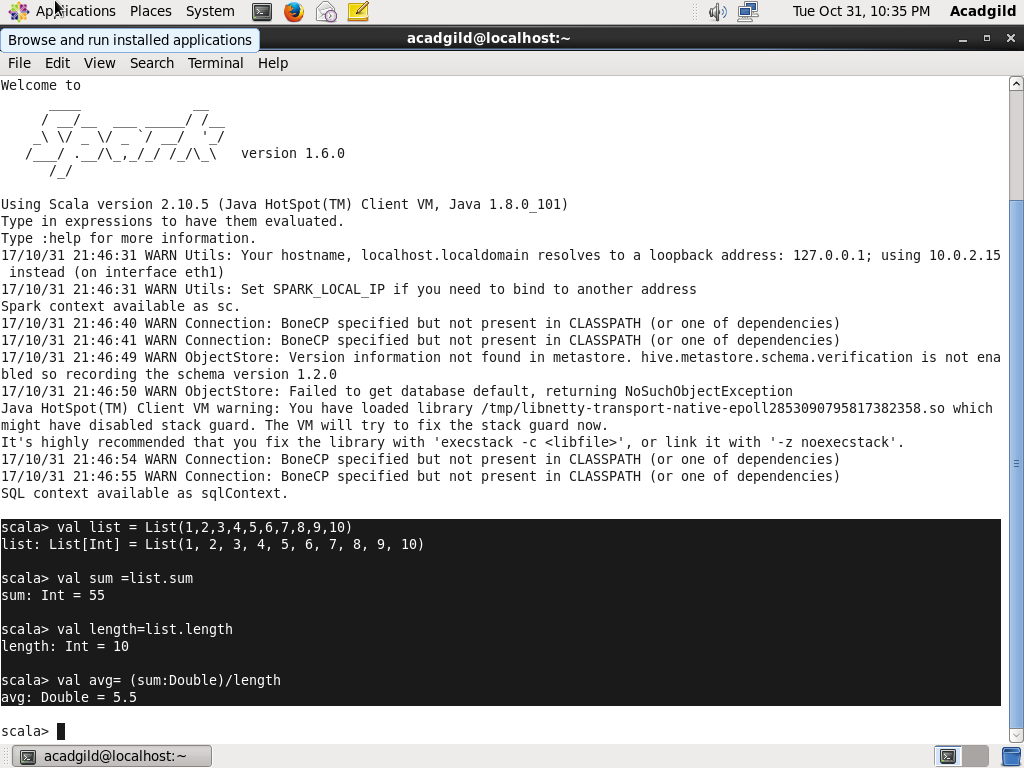 Applications Places System Tue Oct 31, 10:35 PM Acadgild
Browse and run installed applications acadgild@localhost:~
File Edit View Search Terminal Help
Welcome to
      ____              __
     / __/__  ___ _____/ /__
    _\ \/ _ \/ _ `/ __/  '_/
   /___/ .__/\_,_/_/ /_/\_\   version 1.6.0
      /_/
Using Scala version 2.10.5 (Java HotSpot(TM) Client VM, Java 1.8.0_101)
Type in expressions to have them evaluated.
Type :help for more information.
17/10/31 21:46:31 WARN Utils: Your hostname, localhost.localdomain resolves to a loopback address: 127.0.0.1; using 10.0.2.15
 instead (on interface eth1)
17/10/31 21:46:31 WARN Utils: Set SPARK_LOCAL_IP if you need to bind to another address
Spark context available as sc.
17/10/31 21:46:40 WARN Connection: BoneCP specified but not present in CLASSPATH (or one of dependencies)
17/10/31 21:46:41 WARN Connection: BoneCP specified but not present in CLASSPATH (or one of dependencies)
17/10/31 21:46:49 WARN ObjectStore: Version information not found in metastore. hive.metastore.schema.verification is not ena
bled so recording the schema version 1.2.0
17/10/31 21:46:50 WARN ObjectStore: Failed to get database default, returning NoSuchObjectException
Java HotSpot(TM) Client VM warning: You have loaded library /tmp/libnetty-transport-native-epoll2853090795817382358.so which
might have disabled stack guard. The VM will try to fix the stack guard now.
It's highly recommended that you fix the library with 'execstack -c <libfile>', or link it with '-z noexecstack'.
17/10/31 21:46:54 WARN Connection: BoneCP specified but not present in CLASSPATH (or one of dependencies)
17/10/31 21:46:55 WARN Connection: BoneCP specified but not present in CLASSPATH (or one of dependencies)
SQL context available as sqlContext.
scala> val list = List(1,2,3,4,5,6,7,8,9,10)
list: List[Int] = List(1, 2, 3, 4, 5, 6, 7, 8, 9, 10)
scala> val sum =list.sum
sum: Int = 55
scala> val length=list.length
length: Int = 10
scala> val avg= (sum:Double)/length
avg: Double = 5.5
scala>
acadgild@localhost:~